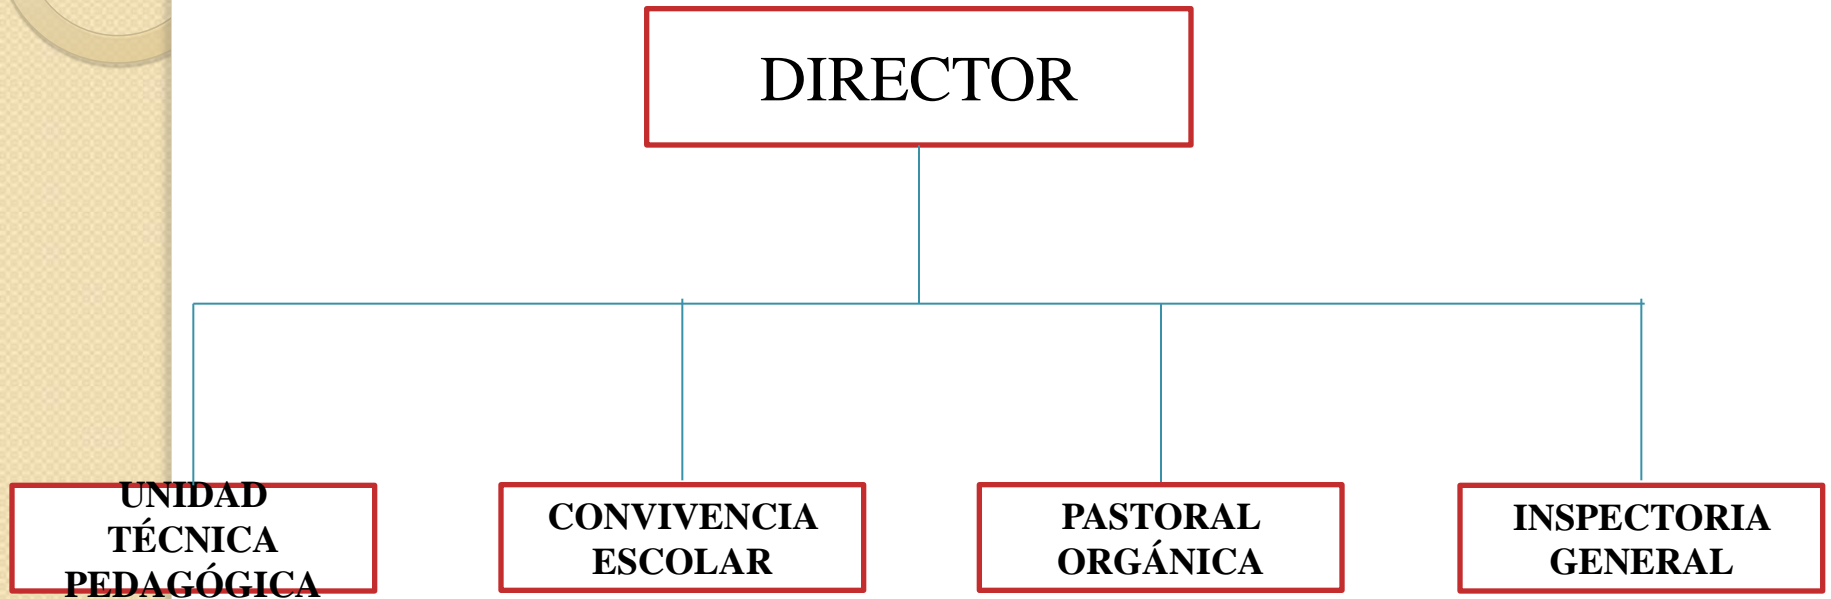 DIRECTOR
UNIDAD
TÉCNICA
PEDAGÓGICA
CONVIVENCIA
ESCOLAR
PASTORAL
ORGÁNICA
INSPECTORIA
GENERAL